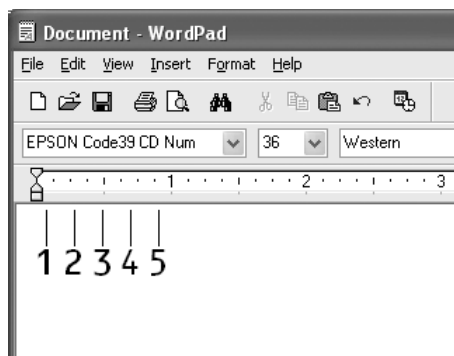 Document - WordPad
File Edit View Insert Format Help
EPSON Code39 CD Num 36 Western
1 2 3
1 2 3 4 5